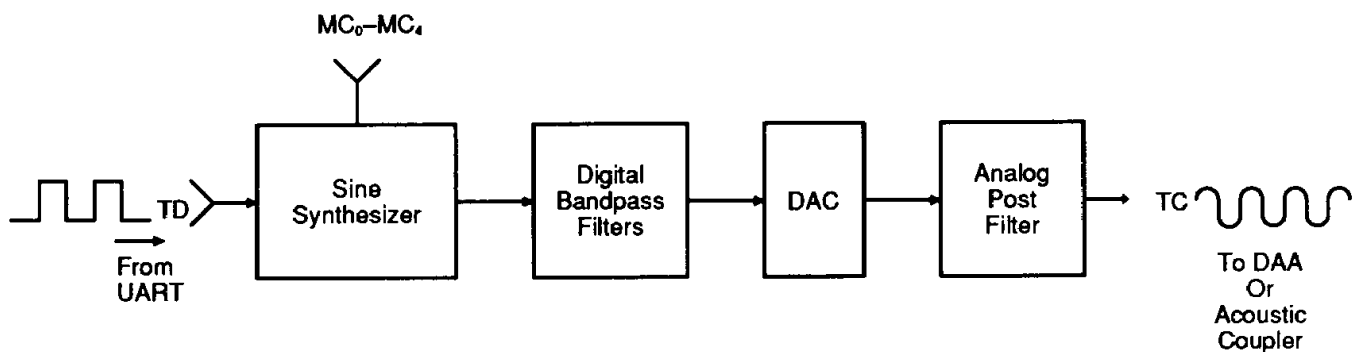 MC₀–MC₄
TD
From
UART
Sine
Synthesizer
Digital
Bandpass
Filters
DAC
Analog
Post
Filter
TC
To DAA
Or
Acoustic
Coupler